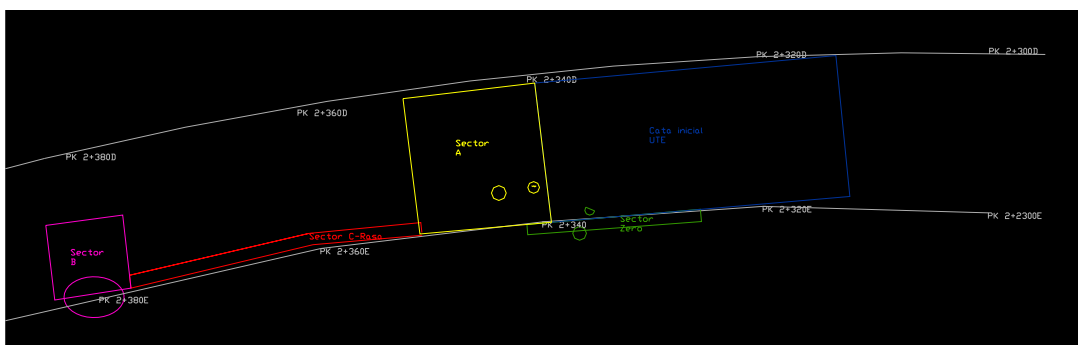 PK 2+300D
PK 2+320D
PK 2+340D
PK 2+360D
PK 2+380D
Cata inicial
UTE
Sector
A
Sector
Zero
PK 2+320E
PK 2+2300E
PK 2+340
Sector C-Rasa
PK 2+360E
Sector
B
PK 2+380E